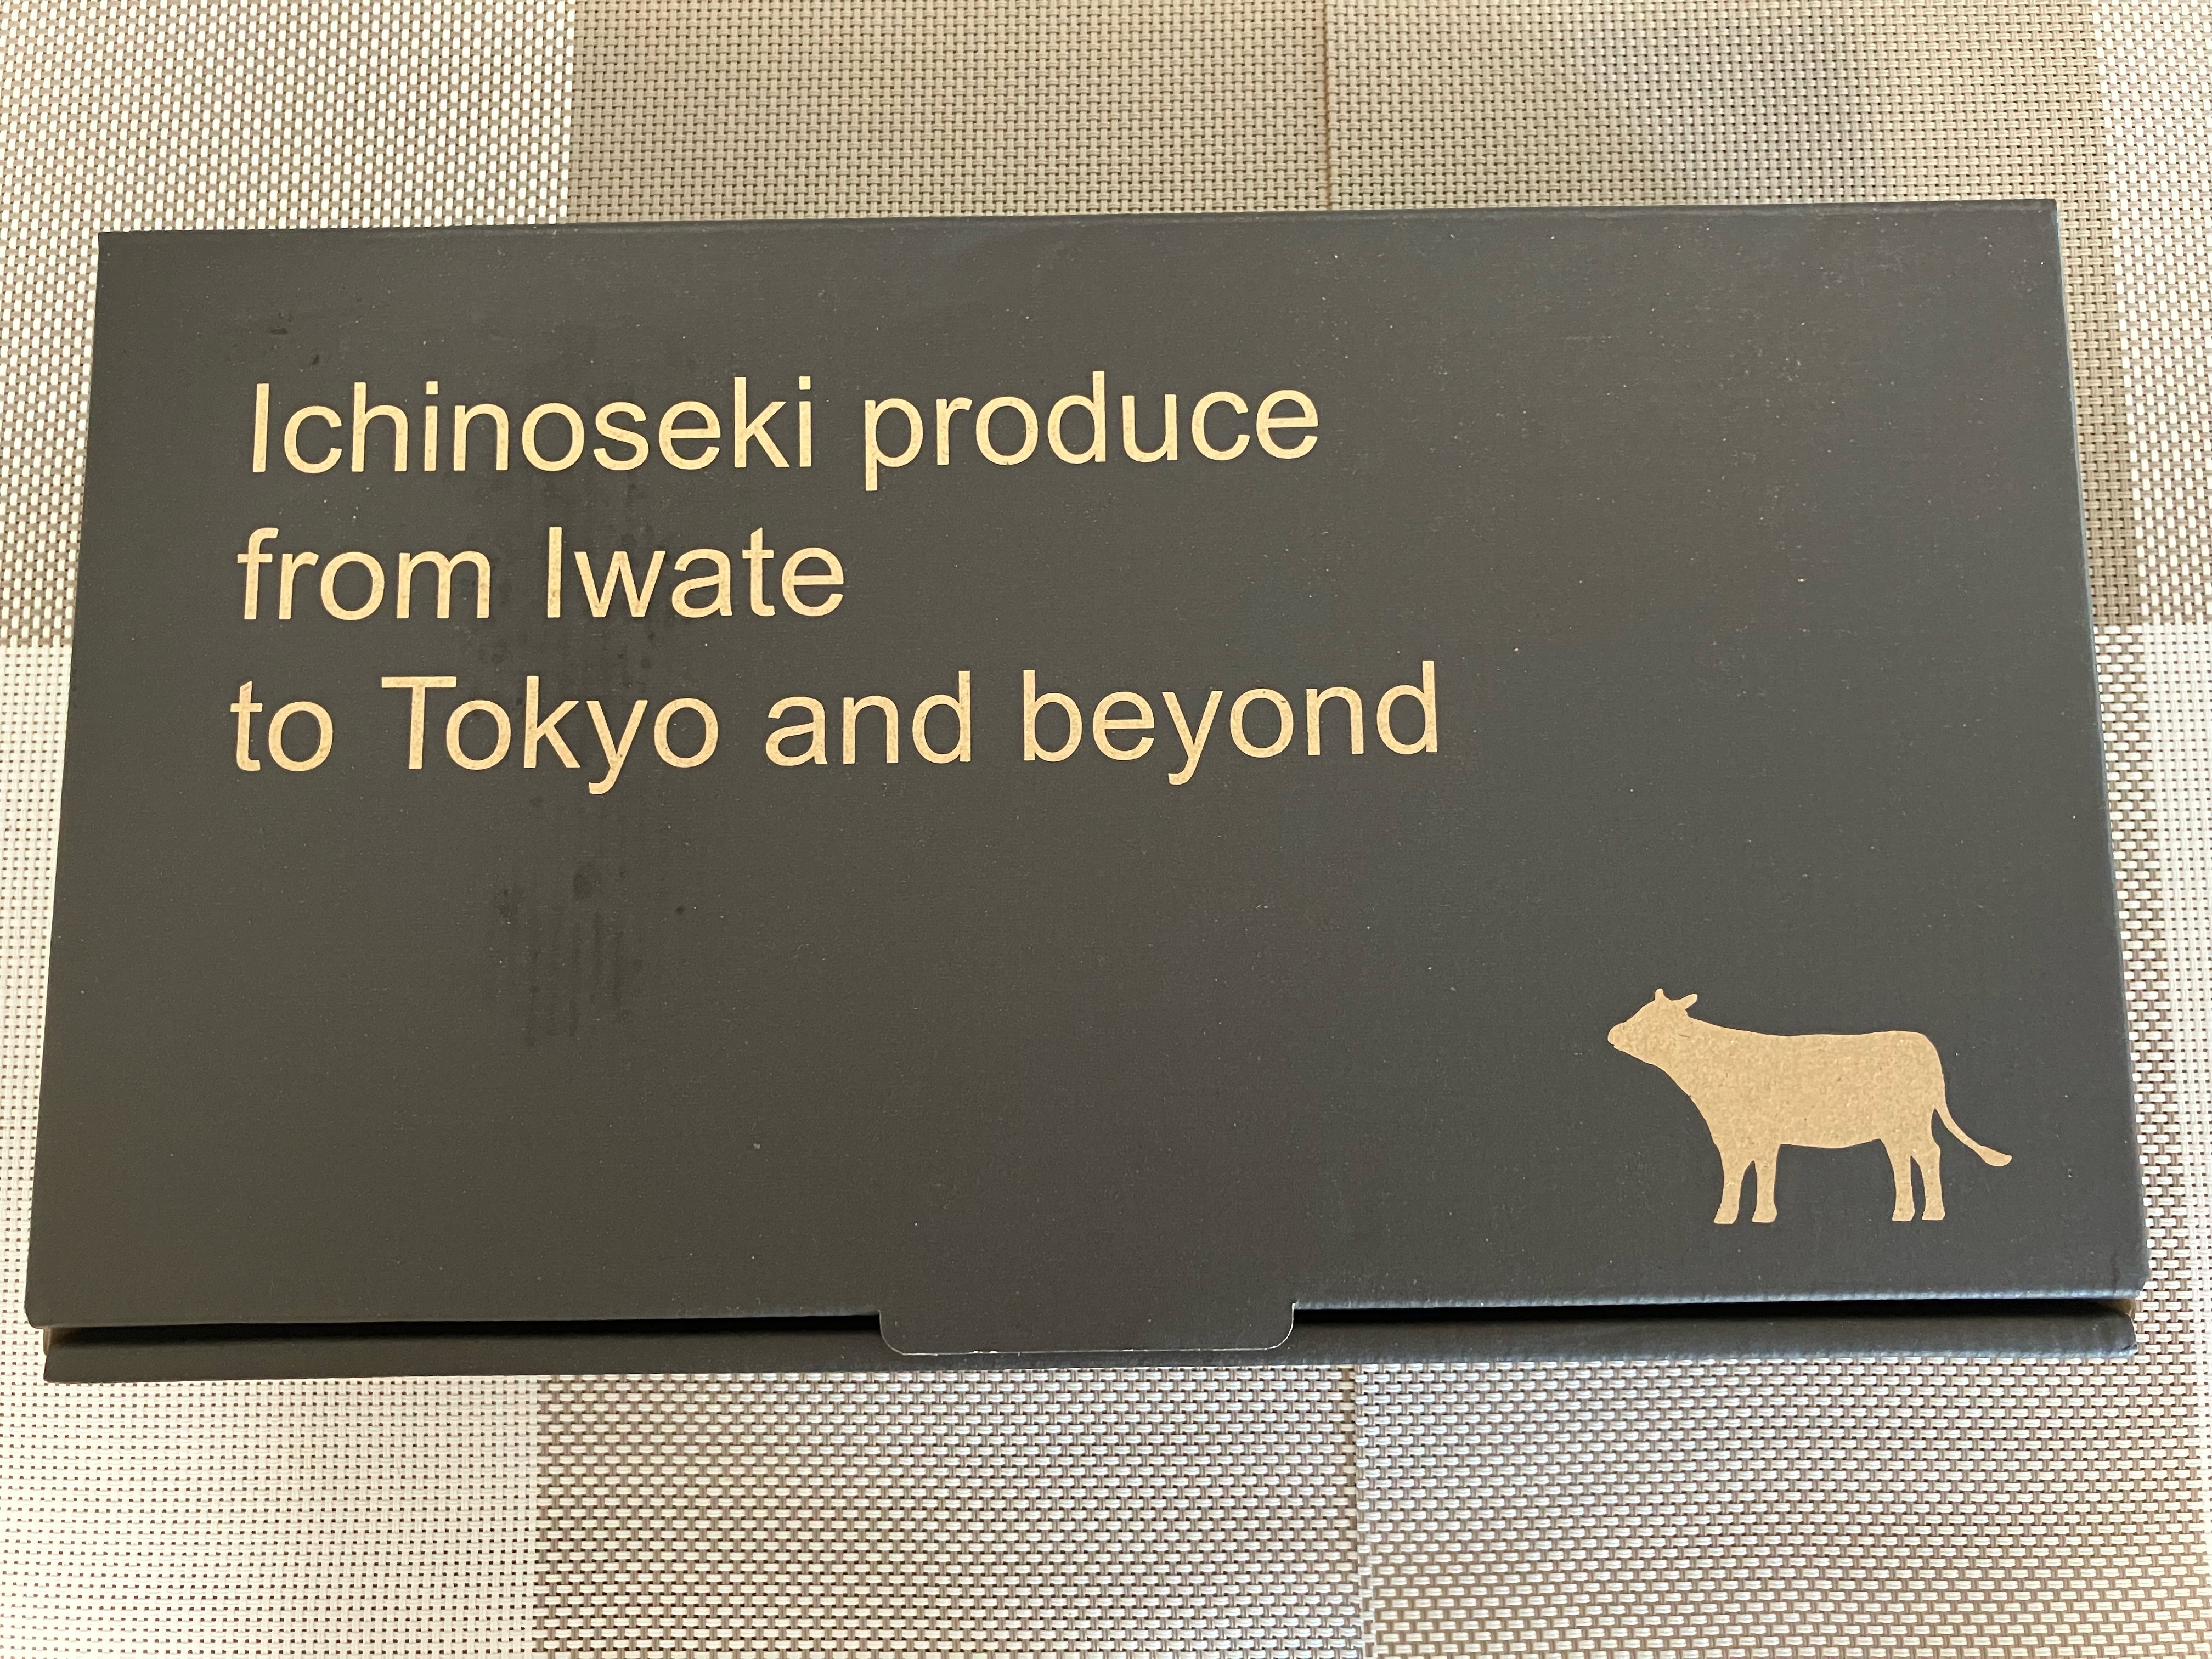 Ichinoseki produce
from Iwate
to Tokyo and beyond